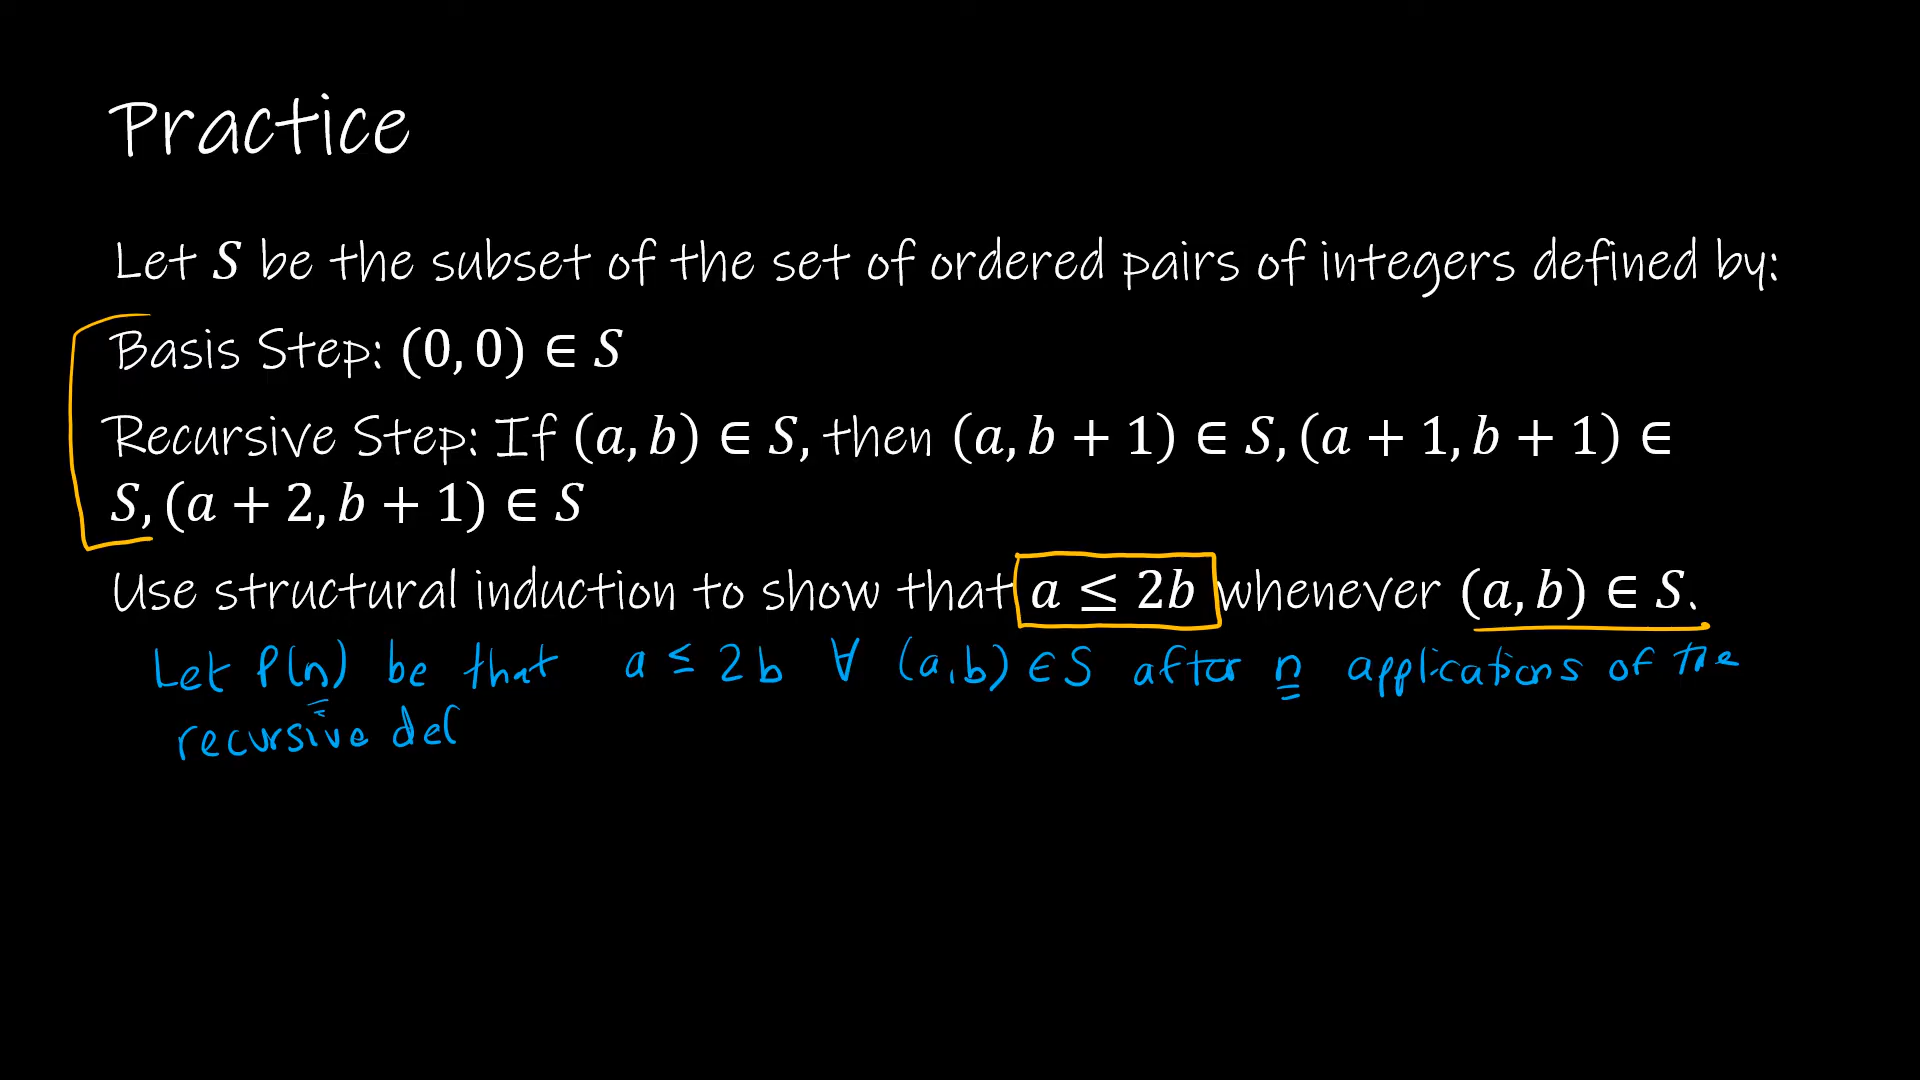 Practice
Let S be the subset of the set of ordered pairs of integers defined by:
Basis Step: (0, 0) ∈ S
Recursive Step: If (a, b) ∈ S, then (a, b + 1) ∈ S, (a + 1, b + 1) ∈
S, (a + 2, b + 1) ∈ S
Use structural induction to show that a ≤ 2b whenever (a, b) ∈ S.
Let P(n) be that a ≤ 2b ∀ (a,b) ∈ S after n applications of the
recursive def